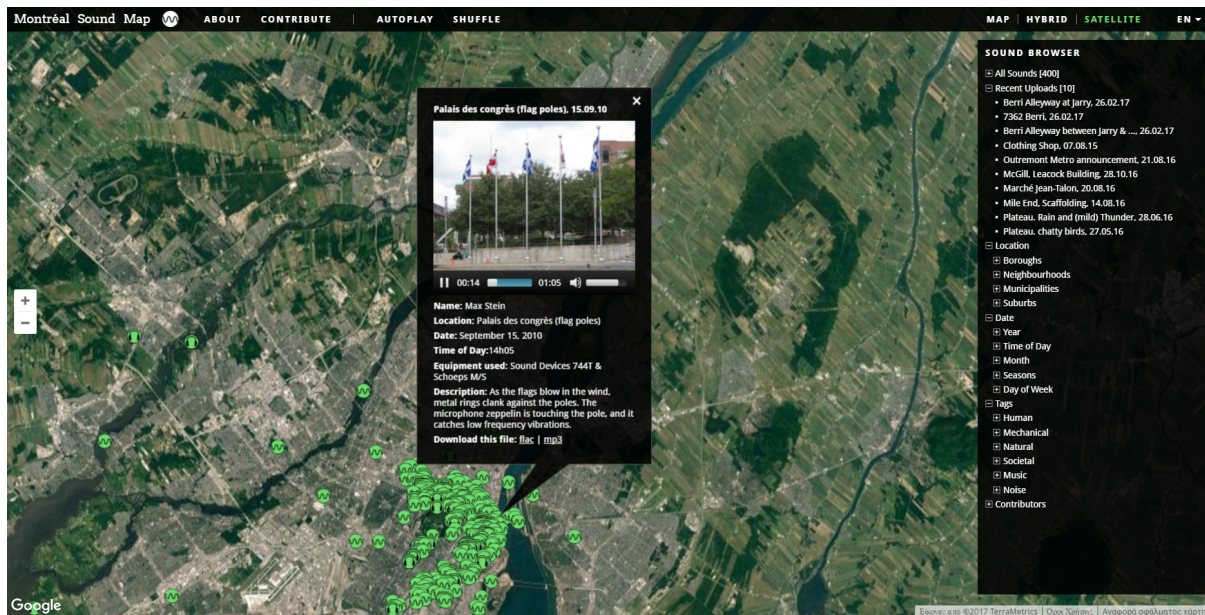 Montréal Sound Map
ABOUT CONTRIBUTE | AUTOPLAY SHUFFLE
MAP | HYBRID | SATELLITE EN
Palais des congrès (flag poles), 15.09.10
00:14 01:05
Name: Max Stein
Location: Palais des congrès (flag poles)
Date: September 15, 2010
Time of Day:14h05
Equipment used: Sound Devices 744T &
Schoeps M/S
Description: As the flags blow in the wind,
metal rings clank against the poles. The
microphone zeppelin is touching the pole, and it
catches low frequency vibrations.
Download this file: flac | mp3
SOUND BROWSER
All Sounds [400]
Recent Uploads [10]
• Berri Alleyway at Jarry, 26.02.17
• 7362 Berri, 26.02.17
• Berri Alleyway between Jarry & ..., 26.02.17
• Clothing Shop, 07.08.15
• Outremont Metro announcement, 21.08.16
• McGill, Leacock Building, 28.10.16
• Marché Jean-Talon, 20.08.16
• Mile End, Scaffolding, 14.08.16
• Plateau. Rain and (mild) Thunder, 28.06.16
• Plateau. chatty birds, 27.05.16
Location
Boroughs
Neighbourhoods
Municipalities
Suburbs
Date
Year
Time of Day
Month
Seasons
Day of Week
Tags
Human
Mechanical
Natural
Societal
Music
Noise
Contributors
Google
Εικόνες από ©2017 TerraMetrics | Όροι Χρήσης | Αναφορά σφάλματος χάρτη